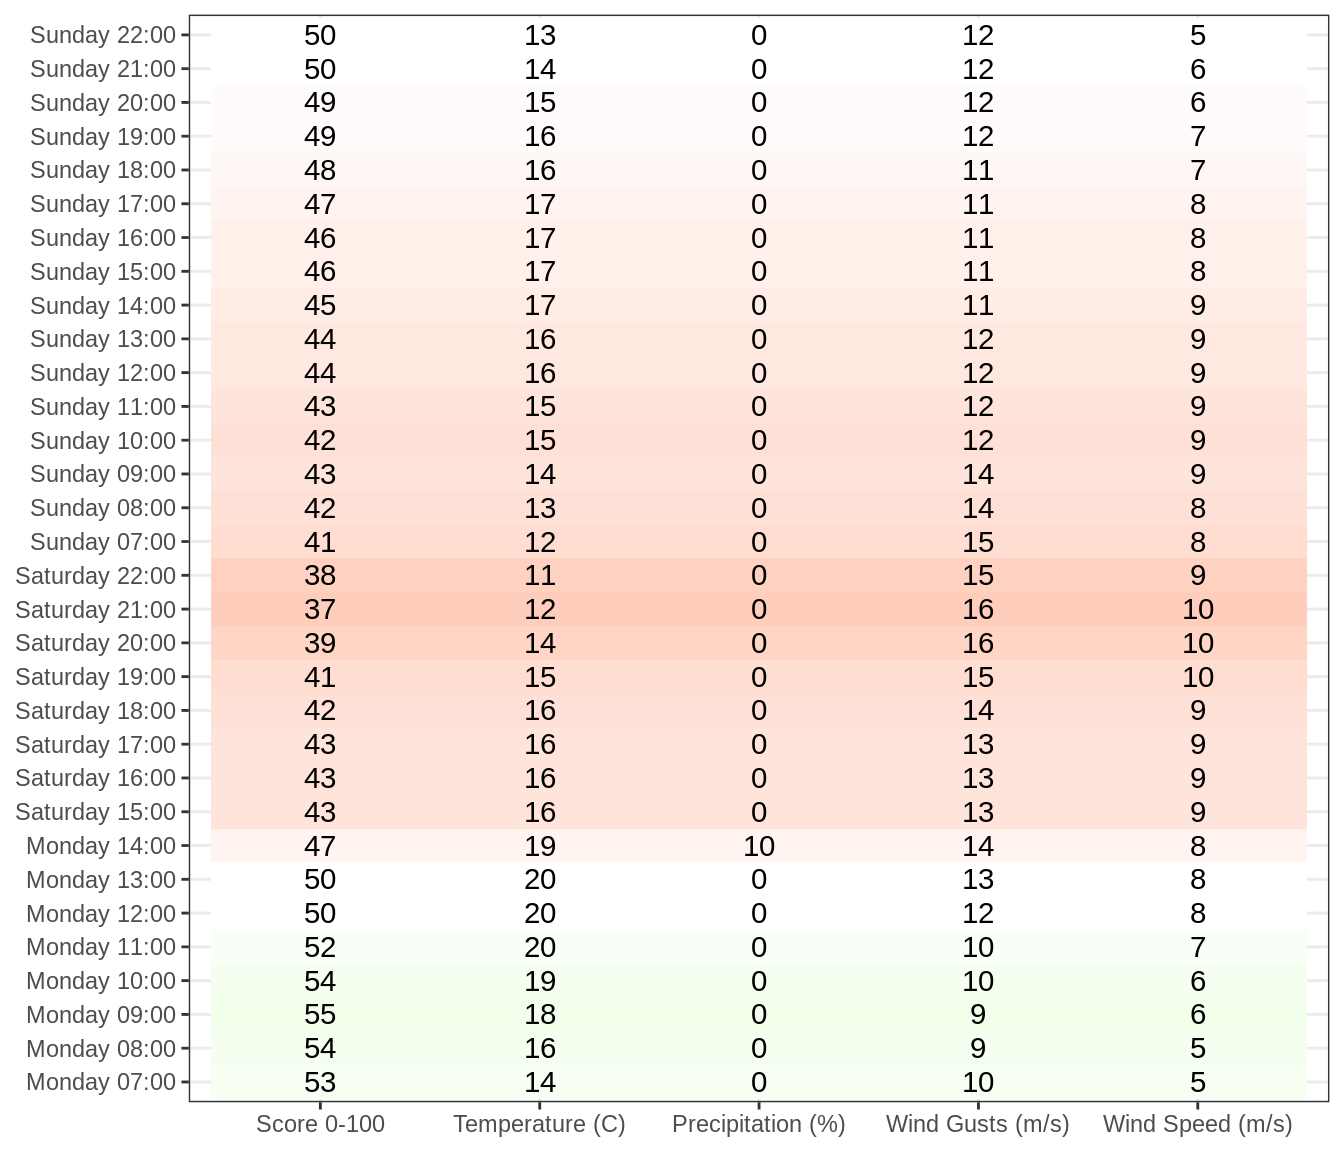 Sunday 22:00 50 13 0 12 5
Sunday 21:00 50 14 0 12 6
Sunday 20:00 49 15 0 12 6
Sunday 19:00 49 16 0 12 7
Sunday 18:00 48 16 0 11 7
Sunday 17:00 47 17 0 11 8
Sunday 16:00 46 17 0 11 8
Sunday 15:00 46 17 0 11 8
Sunday 14:00 45 17 0 11 9
Sunday 13:00 44 16 0 12 9
Sunday 12:00 44 16 0 12 9
Sunday 11:00 43 15 0 12 9
Sunday 10:00 42 15 0 12 9
Sunday 09:00 43 14 0 14 9
Sunday 08:00 42 13 0 14 8
Sunday 07:00 41 12 0 15 8
Saturday 22:00 38 11 0 15 9
Saturday 21:00 37 12 0 16 10
Saturday 20:00 39 14 0 16 10
Saturday 19:00 41 15 0 15 10
Saturday 18:00 42 16 0 14 9
Saturday 17:00 43 16 0 13 9
Saturday 16:00 43 16 0 13 9
Saturday 15:00 43 16 0 13 9
Monday 14:00 47 19 10 14 8
Monday 13:00 50 20 0 13 8
Monday 12:00 50 20 0 12 8
Monday 11:00 52 20 0 10 7
Monday 10:00 54 19 0 10 6
Monday 09:00 55 18 0 9 6
Monday 08:00 54 16 0 9 5
Monday 07:00 53 14 0 10 5
Score 0-100 Temperature (C) Precipitation (%) Wind Gusts (m/s) Wind Speed (m/s)